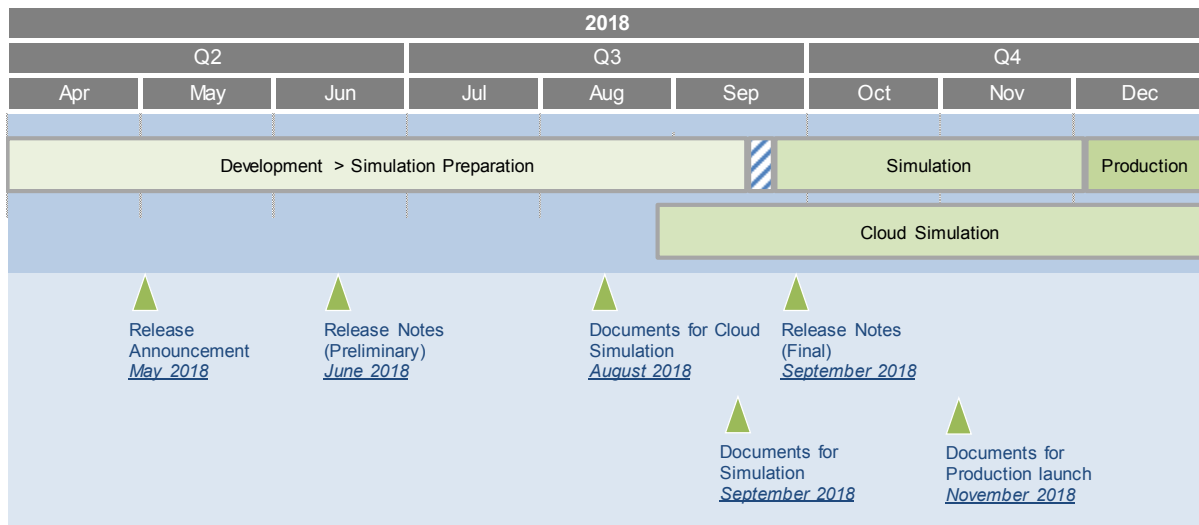 2018
Q2 Q3 Q4
Apr May Jun Jul Aug Sep Oct Nov Dec
Development > Simulation Preparation Simulation Production
Cloud Simulation
Release
Announcement
May 2018
Release Notes
(Preliminary)
June 2018
Documents for Cloud
Simulation
August 2018
Release Notes
(Final)
September 2018
Documents for
Simulation
September 2018
Documents for
Production launch
November 2018